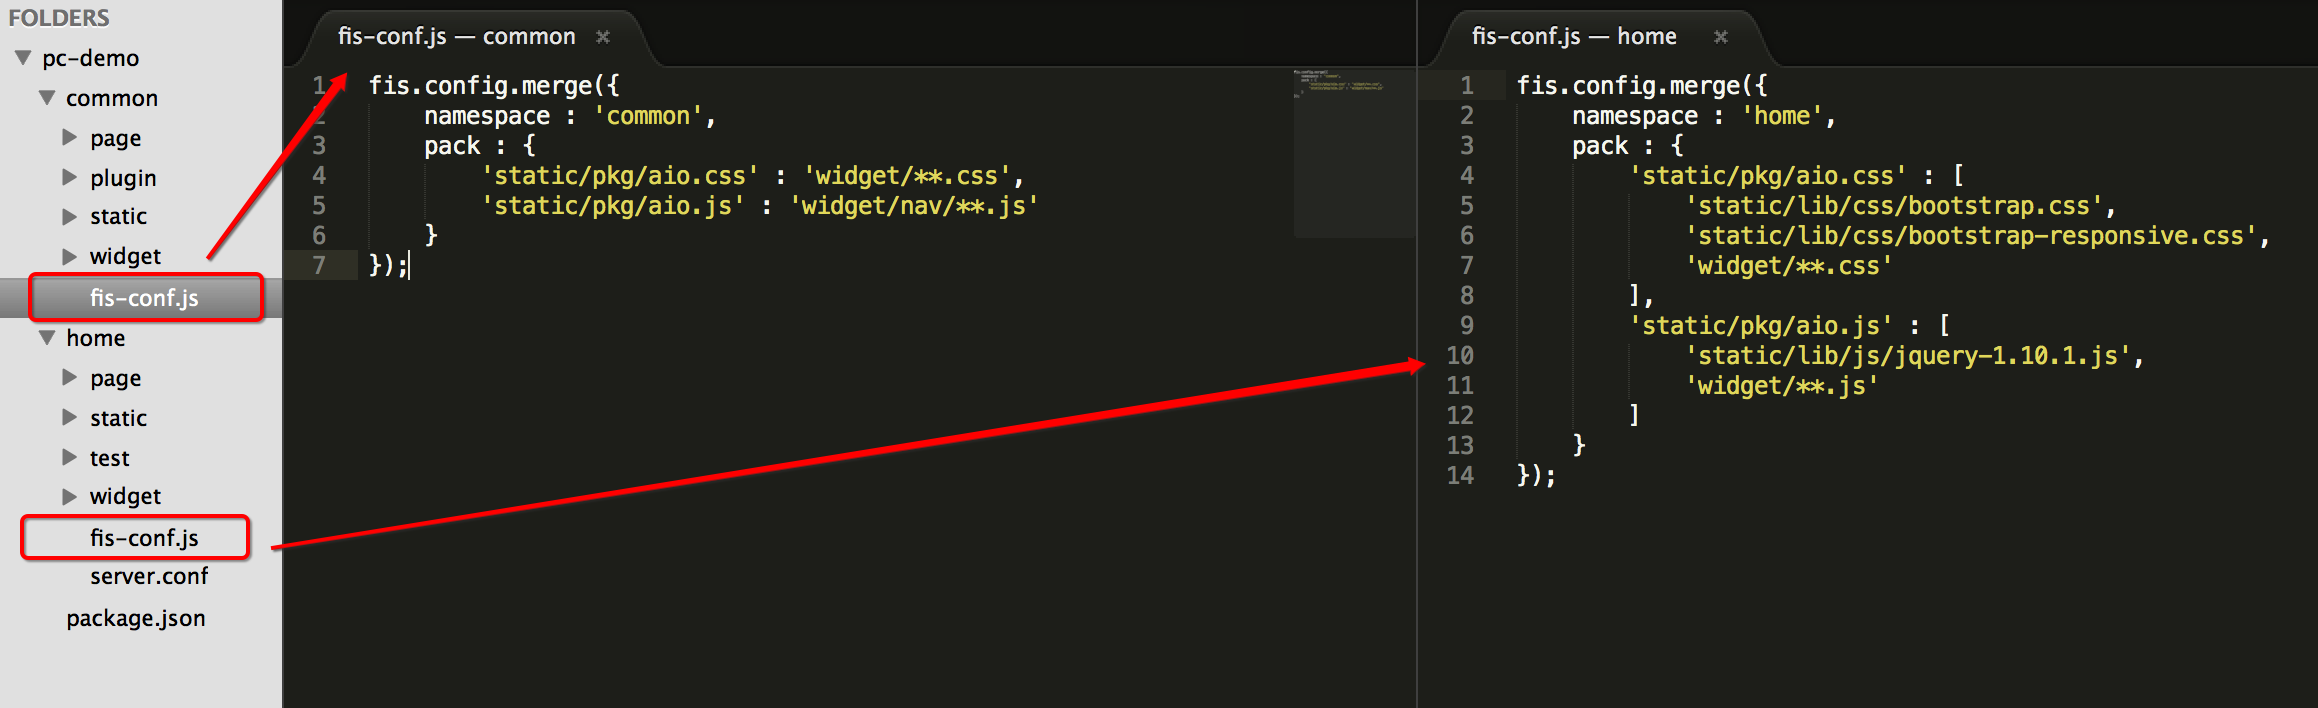 FOLDERS
pc-demo
common
page
plugin
static
widget
fis-conf.js
home
page
static
test
widget
fis-conf.js
server.conf
package.json
fis-conf.js — common ×
1 fis.config.merge({
2 namespace : 'common',
3 pack : {
4 'static/pkg/aio.css' : 'widget/**.css',
5 'static/pkg/aio.js' : 'widget/nav/**.js'
6 }
7 });
fis-conf.js — home ×
1 fis.config.merge({
2 namespace : 'home',
3 pack : {
4 'static/pkg/aio.css' : [
5 'static/lib/css/bootstrap.css',
6 'static/lib/css/bootstrap-responsive.css',
7 'widget/**.css'
8 ],
9 'static/pkg/aio.js' : [
10 'static/lib/js/jquery-1.10.1.js',
11 'widget/**.js'
12 ]
13 }
14 });